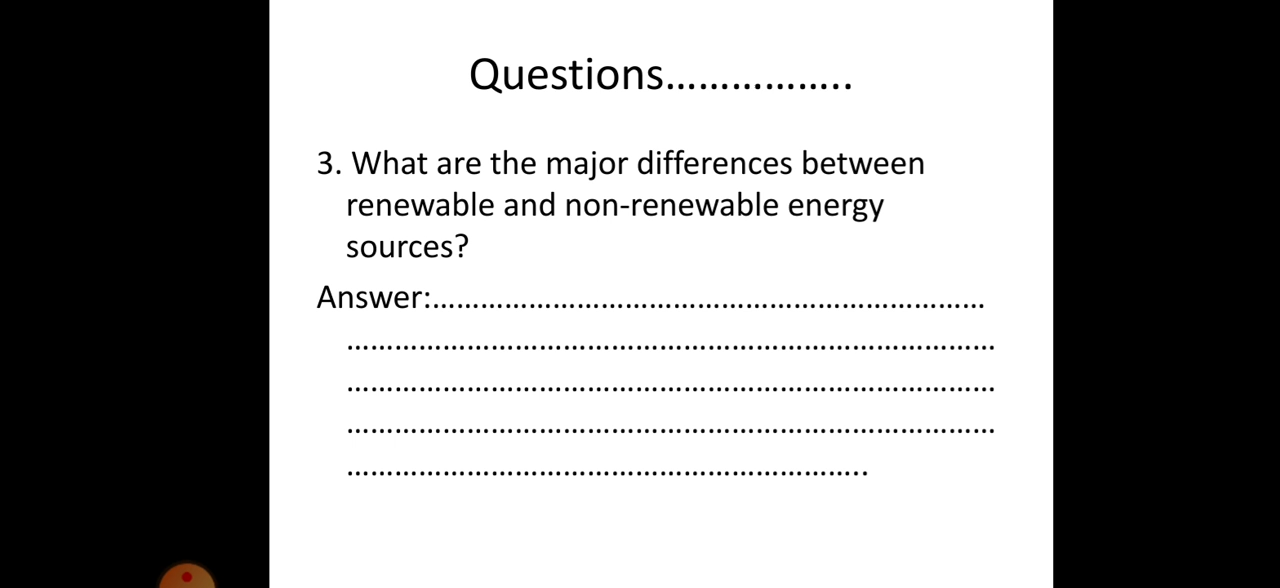 Questions……………..
3. What are the major differences between
renewable and non-renewable energy
sources?
Answer:……………………………………………………………
………………………………………………………………………
………………………………………………………………………
………………………………………………………………………
………………………………………………………..